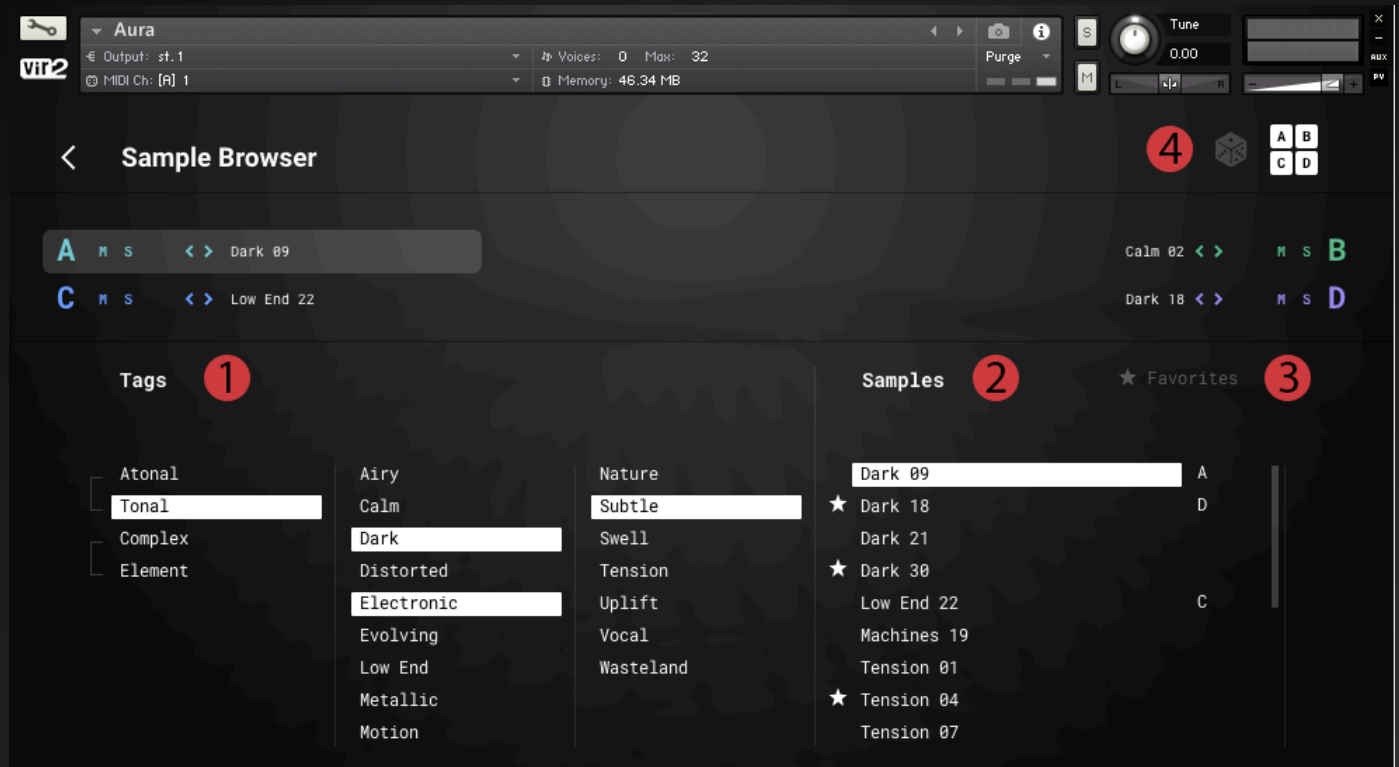 Aura
Output: st.1
Voices: 0 Max: 32
Purge
MIDI Ch: [A] 1
Memory: 46.34 MB
S
M
Tune
0.00
L R
- +
x
-
AUX
PV
Vir2
i
Sample Browser
4
A B
C D
A M S < > Dark 09
Calm 02 < > M S B
C M S < > Low End 22
Dark 18 < > M S D
Tags 1
Samples 2
★ Favorites 3
Atonal
Tonal
Complex
Element
Airy
Calm
Dark
Distorted
Electronic
Evolving
Low End
Metallic
Motion
Nature
Subtle
Swell
Tension
Uplift
Vocal
Wasteland
Dark 09 A
★ Dark 18 D
Dark 21
★ Dark 30
Low End 22 C
Machines 19
Tension 01
★ Tension 04
Tension 07